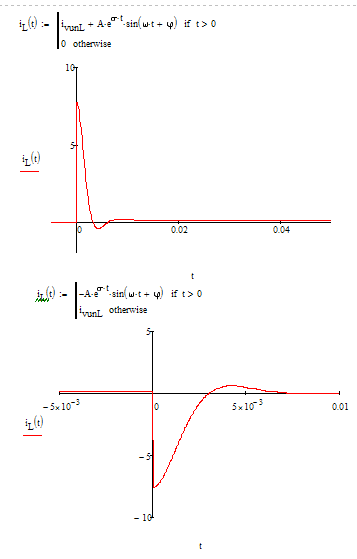 i_L(t) := | i_vunL + A·e^σ·t·sin(ω·t + φ) if t > 0
0 otherwise
10
5
i_L(t)
0 0.02 0.04
t
i_L(t) := | -A·e^σ·t·sin(ω·t + φ) if t > 0
i_vunL otherwise
5
-5×10^-3 0 5×10^-3 0.01
i_L(t)
-5
-10
t